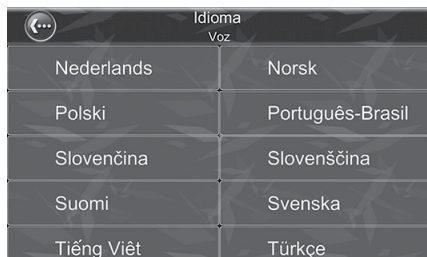 Idioma
Voz
Nederlands Norsk
Polski Português-Brasil
Slovenčina Slovenščina
Suomi Svenska
Tiếng Việt Türkçe